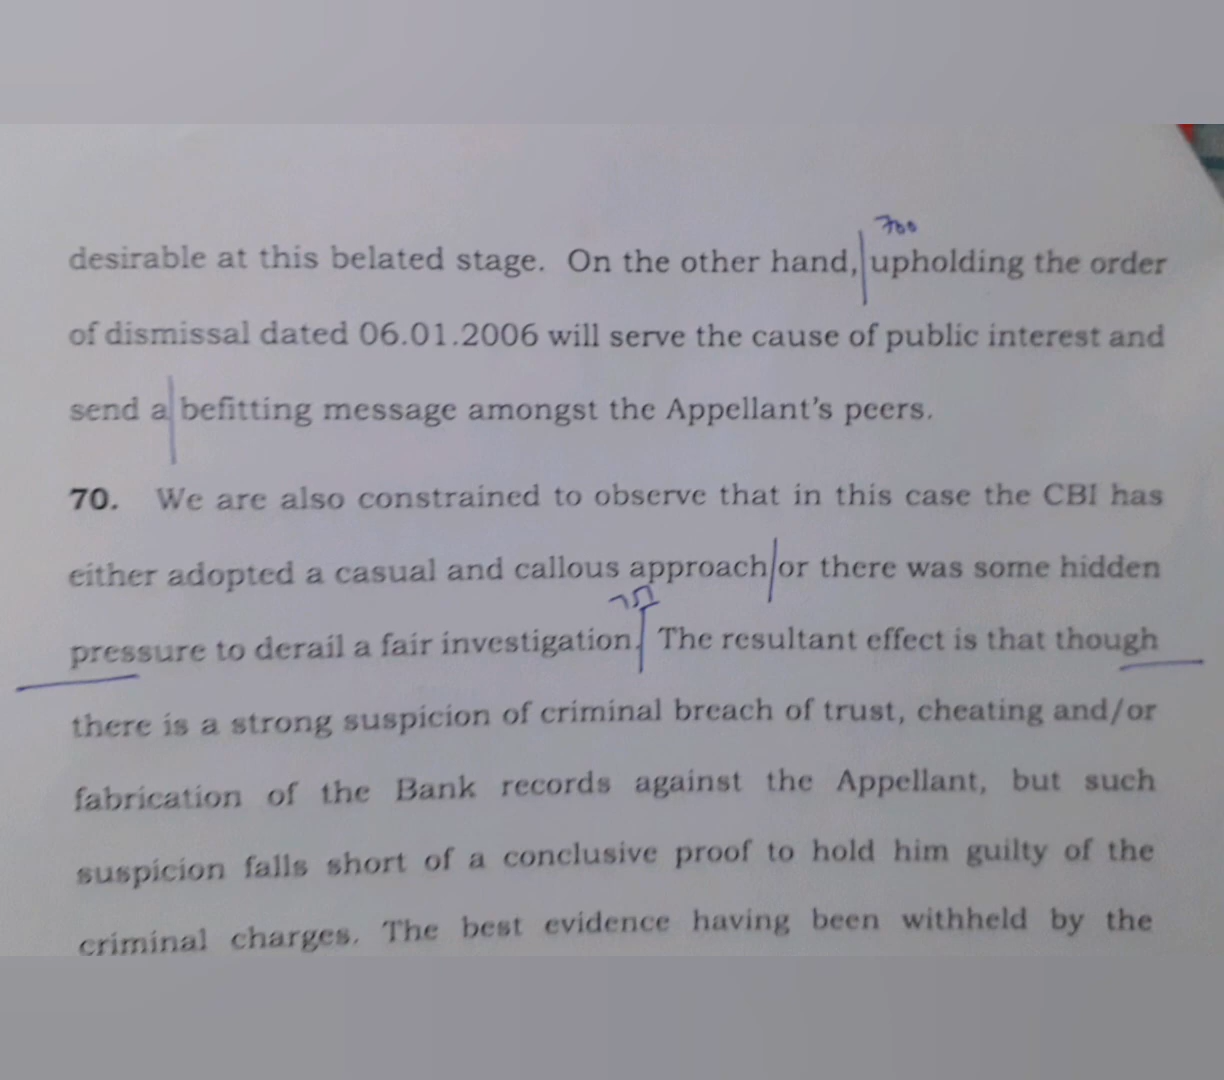 700
desirable at this belated stage. On the other hand, upholding the order
of dismissal dated 06.01.2006 will serve the cause of public interest and
send a befitting message amongst the Appellant's peers.
70. We are also constrained to observe that in this case the CBI has
either adopted a casual and callous approach or there was some hidden
pressure to derail a fair investigation. The resultant effect is that though
there is a strong suspicion of criminal breach of trust, cheating and/or
fabrication of the Bank records against the Appellant, but such
suspicion falls short of a conclusive proof to hold him guilty of the
criminal charges. The best evidence having been withheld by the